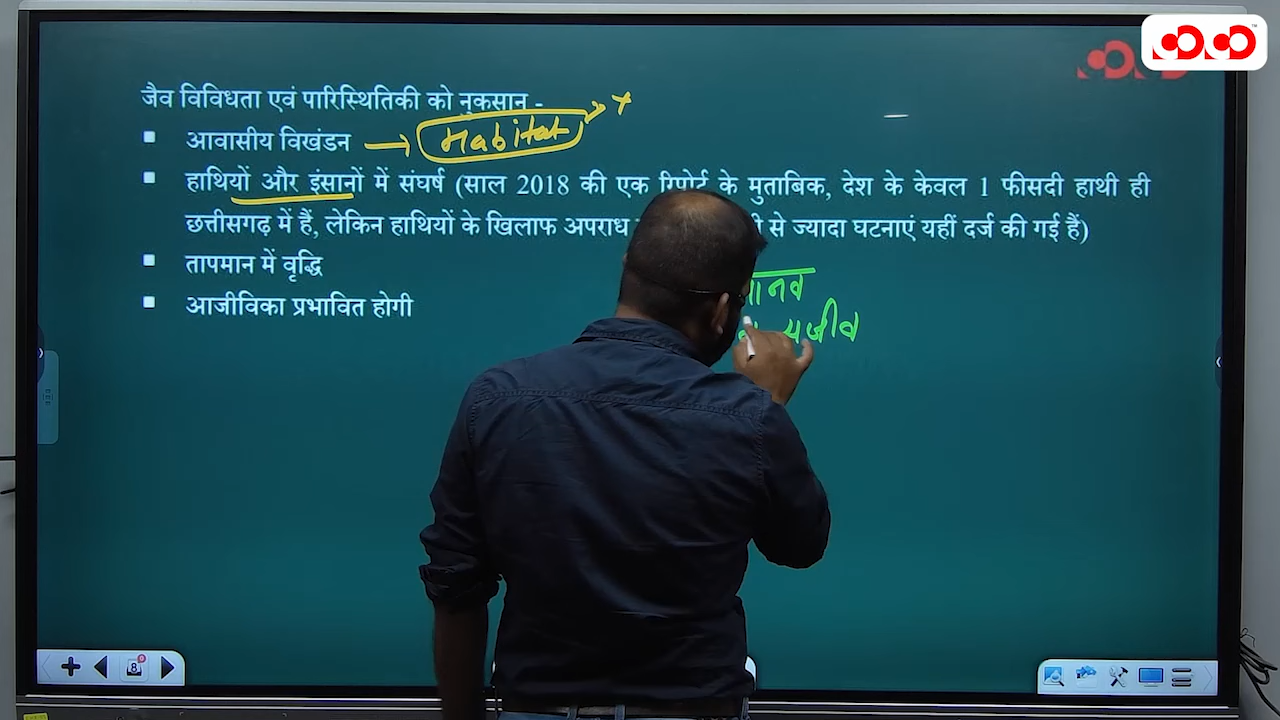 जैव विविधता एवं पारिस्थितिकी को नुकसान -
▪ आवासीय विखंडन → Habitat
▪ हाथियों और इंसानों में संघर्ष (साल 2018 की एक रिपोर्ट के मुताबिक, देश के केवल 1 फीसदी हाथी ही
छत्तीसगढ़ में हैं, लेकिन हाथियों के खिलाफ अपराध से ज्यादा घटनाएं यहीं दर्ज की गई हैं)
▪ तापमान में वृद्धि
▪ आजीविका प्रभावित होगी
8